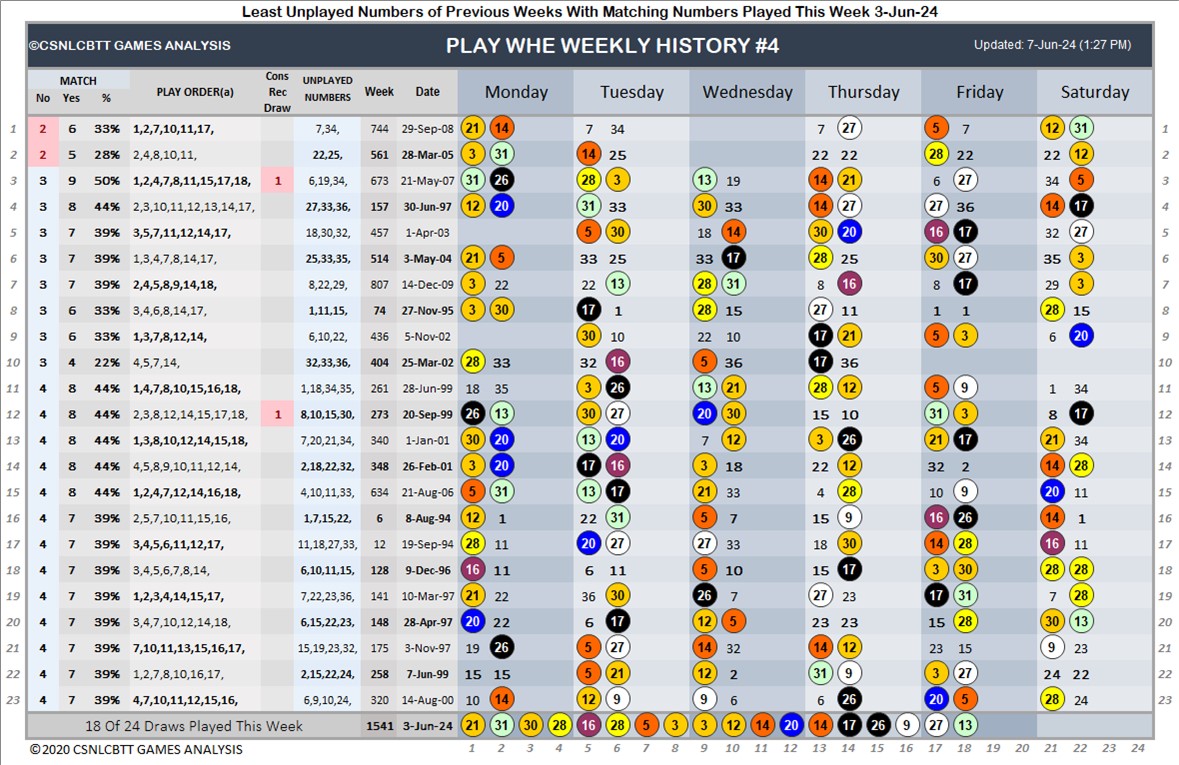 Least Unplayed Numbers of Previous Weeks With Matching Numbers Played This Week 3-Jun-24
©CSNLCBTT GAMES ANALYSIS PLAY WHE WEEKLY HISTORY #4 Updated: 7-Jun-24 (1:27 PM)
MATCH No Yes % PLAY ORDER(a) Cons Rec Draw UNPLAYED NUMBERS Week Date Monday Tuesday Wednesday Thursday Friday Saturday
1 2 6 33% 1,2,7,10,11,17, 7,34, 744 29-Sep-08 21 14 7 34 7 27 5 7 12 31 1
2 2 5 28% 2,4,8,10,11, 22,25, 561 28-Mar-05 3 31 14 25 22 22 28 22 22 12 2
3 3 9 50% 1,2,4,7,8,11,15,17,18, 1 6,19,34, 673 21-May-07 31 26 28 3 13 19 14 21 6 27 34 5 3
4 3 8 44% 2,3,10,11,12,13,14,17, 27,33,36, 157 30-Jun-97 12 20 31 33 30 33 14 27 27 36 14 17 4
5 3 7 39% 3,5,7,11,12,14,17, 18,30,32, 457 1-Apr-03 5 30 18 14 30 20 16 17 32 27 5
6 3 7 39% 1,3,4,7,8,14,17, 25,33,35, 514 3-May-04 21 5 33 25 33 17 28 25 30 27 35 3 6
7 3 7 39% 2,4,5,8,9,14,18, 8,22,29, 807 14-Dec-09 3 22 22 13 28 31 8 16 8 17 29 3 7
8 3 6 33% 3,4,6,8,14,17, 1,11,15, 74 27-Nov-95 3 30 17 1 28 15 27 11 1 1 28 15 8
9 3 6 33% 1,3,7,8,12,14, 6,10,22, 436 5-Nov-02 30 10 22 10 17 21 5 3 6 20 9
10 3 4 22% 4,5,7,14, 32,33,36, 404 25-Mar-02 28 33 32 16 5 36 17 36 10
11 4 8 44% 1,4,7,8,10,15,16,18, 1,18,34,35, 261 28-Jun-99 18 35 3 26 13 21 28 12 5 9 1 34 11
12 4 8 44% 2,3,8,12,14,15,17,18, 1 8,10,15,30, 273 20-Sep-99 26 13 30 27 20 30 15 10 31 3 8 17 12
13 4 8 44% 1,3,8,10,12,14,15,18, 7,20,21,34, 340 1-Jan-01 30 20 13 20 7 12 3 26 21 17 21 34 13
14 4 8 44% 4,5,8,9,10,11,12,14, 2,18,22,32, 348 26-Feb-01 3 20 17 16 3 18 22 12 32 2 14 28 14
15 4 8 44% 1,2,4,7,12,14,16,18, 4,10,11,33, 634 21-Aug-06 5 31 13 17 21 33 4 28 10 9 20 11 15
16 4 7 39% 2,5,7,10,11,15,16 1,7,15,22, 6 8-Aug-94 12 1 22 31 5 7 15 9 16 26 14 1 16
17 4 7 39% 3,4,5,6,11,12,17, 11,18,27,33, 12 19-Sep-94 28 11 20 27 27 33 18 30 14 28 16 11 17
18 4 7 39% 3,4,5,6,7,8,14, 6,10,11,15, 128 9-Dec-96 16 11 6 11 5 10 15 17 3 30 28 28 18
19 4 7 39% 1,2,3,4,14,15,17, 7,22,23,36, 141 10-Mar-97 21 22 36 30 26 7 27 23 17 31 7 28 19
20 4 7 39% 3,4,7,10,12,14,18, 6,15,22,23, 148 28-Apr-97 20 22 6 17 12 5 23 23 15 28 30 13 20
21 4 7 39% 7,10,11,13,15,16,17, 15,19,23,32, 175 3-Nov-97 19 26 5 27 14 32 14 12 23 15 9 23 21
22 4 7 39% 1,2,7,8,10,16,17, 2,15,22,24, 258 7-Jun-99 15 15 5 21 12 2 31 9 3 27 24 22 22
23 4 7 39% 4,7,10,11,12,15,16, 6,9,10,24, 320 14-Aug-00 10 14 12 9 9 6 6 26 20 5 28 24 23
18 Of 24 Draws Played This Week 1541 3-Jun-24 21 31 30 28 16 28 5 3 3 12 14 20 14 17 26 9 27 13
© 2020 CSNLCBTT GAMES ANALYSIS 1 2 3 4 5 6 7 8 9 10 11 12 13 14 15 16 17 18 19 20 21 22 23 24